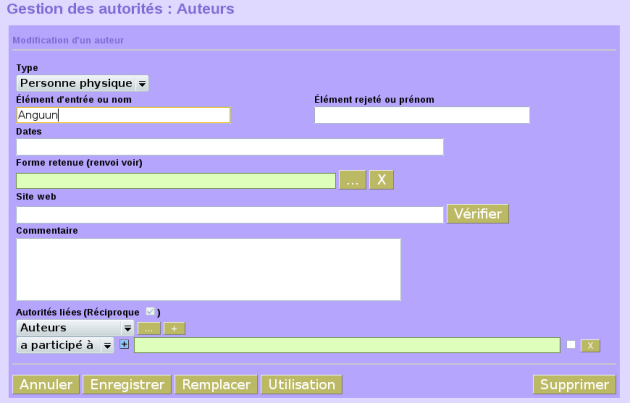 Gestion des autorités : Auteurs
Modification d'un auteur
Type
Personne physique
Élément d'entrée ou nom Élément rejeté ou prénom
Anguun
Dates
Forme retenue (renvoi voir)
... X
Site web
Vérifier
Commentaire
Autorités liées (Réciproque )
Auteurs ... +
a participé à + X
Annuler Enregistrer Remplacer Utilisation Supprimer